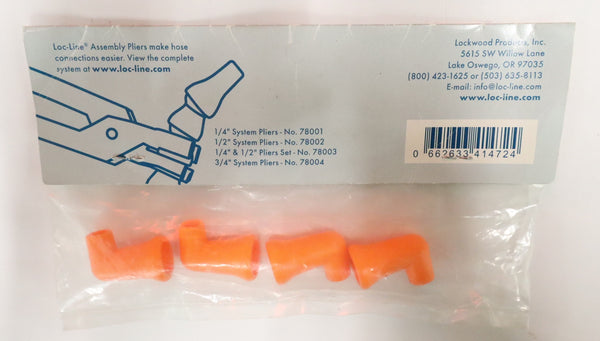 Loc-Line® Assembly Pliers make hose
connections easier. View the complete
system at www.loc-line.com
1/4" System Pliers - No. 78001
1/2" System Pliers - No. 78002
1/4" & 1/2" Pliers Set - No. 78003
3/4" System Pliers - No. 78004
Lockwood Products, Inc.
5615 SW Willow Lane
Lake Oswego, OR 97035
(800) 423-1625 or (503) 635-8113
E-mail: info@loc-line.com
www.loc-line.com
0 662633 414724